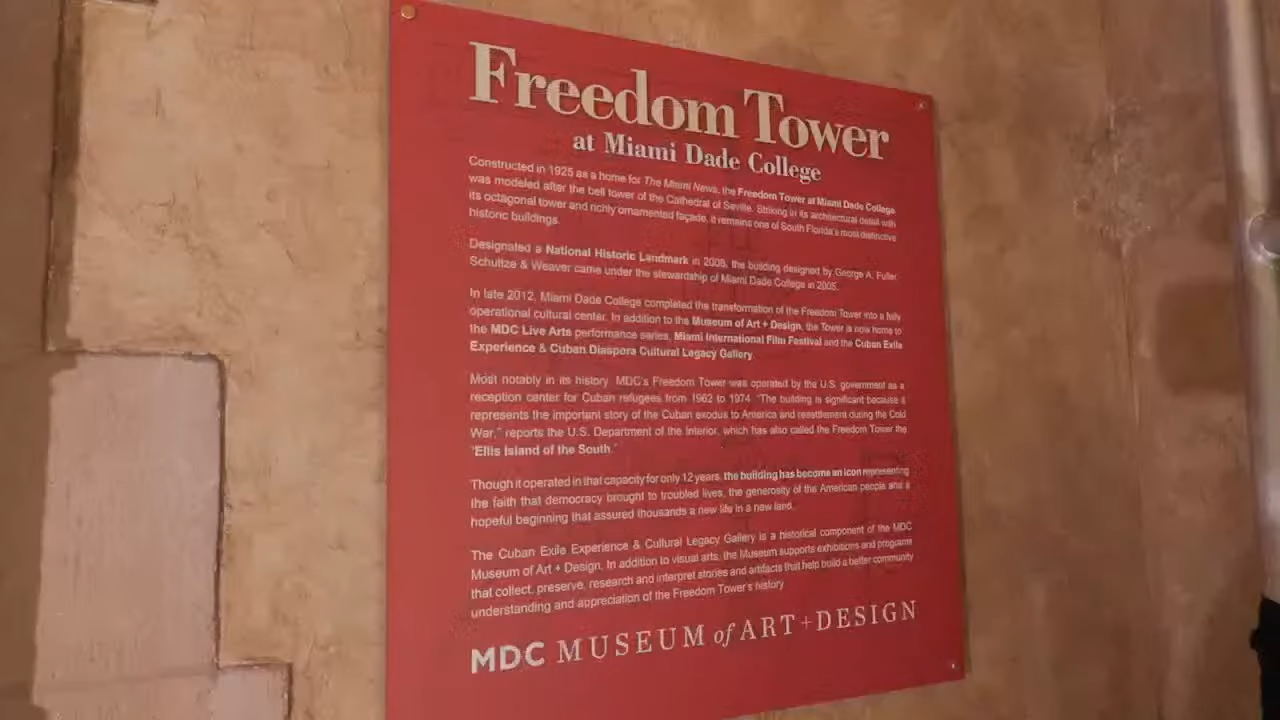 Freedom Tower
at Miami Dade College
Constructed in 1925 as a home for The Miami News, the Freedom Tower at Miami Dade College
was modeled after the bell tower of the Cathedral of Seville. Striking in its architectural detail with
its octagonal tower and richly ornamented façade, it remains one of South Florida's most distinctive
historic buildings.
Designated a National Historic Landmark in 2008, the building designed by George A. Fuller,
Schultze & Weaver came under the stewardship of Miami Dade College in 2005.
In late 2012, Miami Dade College completed the transformation of the Freedom Tower into a fully
operational cultural center. In addition to the Museum of Art + Design, the Tower is now home to
the MDC Live Arts performance series, Miami International Film Festival and the Cuban Exile
Experience & Cuban Diaspora Cultural Legacy Gallery.
Most notably in its history, MDC's Freedom Tower was operated by the U.S. government as a
reception center for Cuban refugees from 1962 to 1974. "The building is significant because it
represents the important story of the Cuban exodus to America and resettlement during the Cold
War," reports the U.S. Department of the Interior, which has also called the Freedom Tower the
"Ellis Island of the South."
Though it operated in that capacity for only 12 years, the building has become an icon representing
the faith that democracy brought to troubled lives, the generosity of the American people and a
hopeful beginning that assured thousands a new life in a new land.
The Cuban Exile Experience & Cultural Legacy Gallery is a historical component of the MDC
Museum of Art + Design. In addition to visual arts, the Museum supports exhibitions and programs
that collect, preserve, research and interpret stories and artifacts that help build a better community
understanding and appreciation of the Freedom Tower's history
MDC MUSEUM of ART+DESIGN